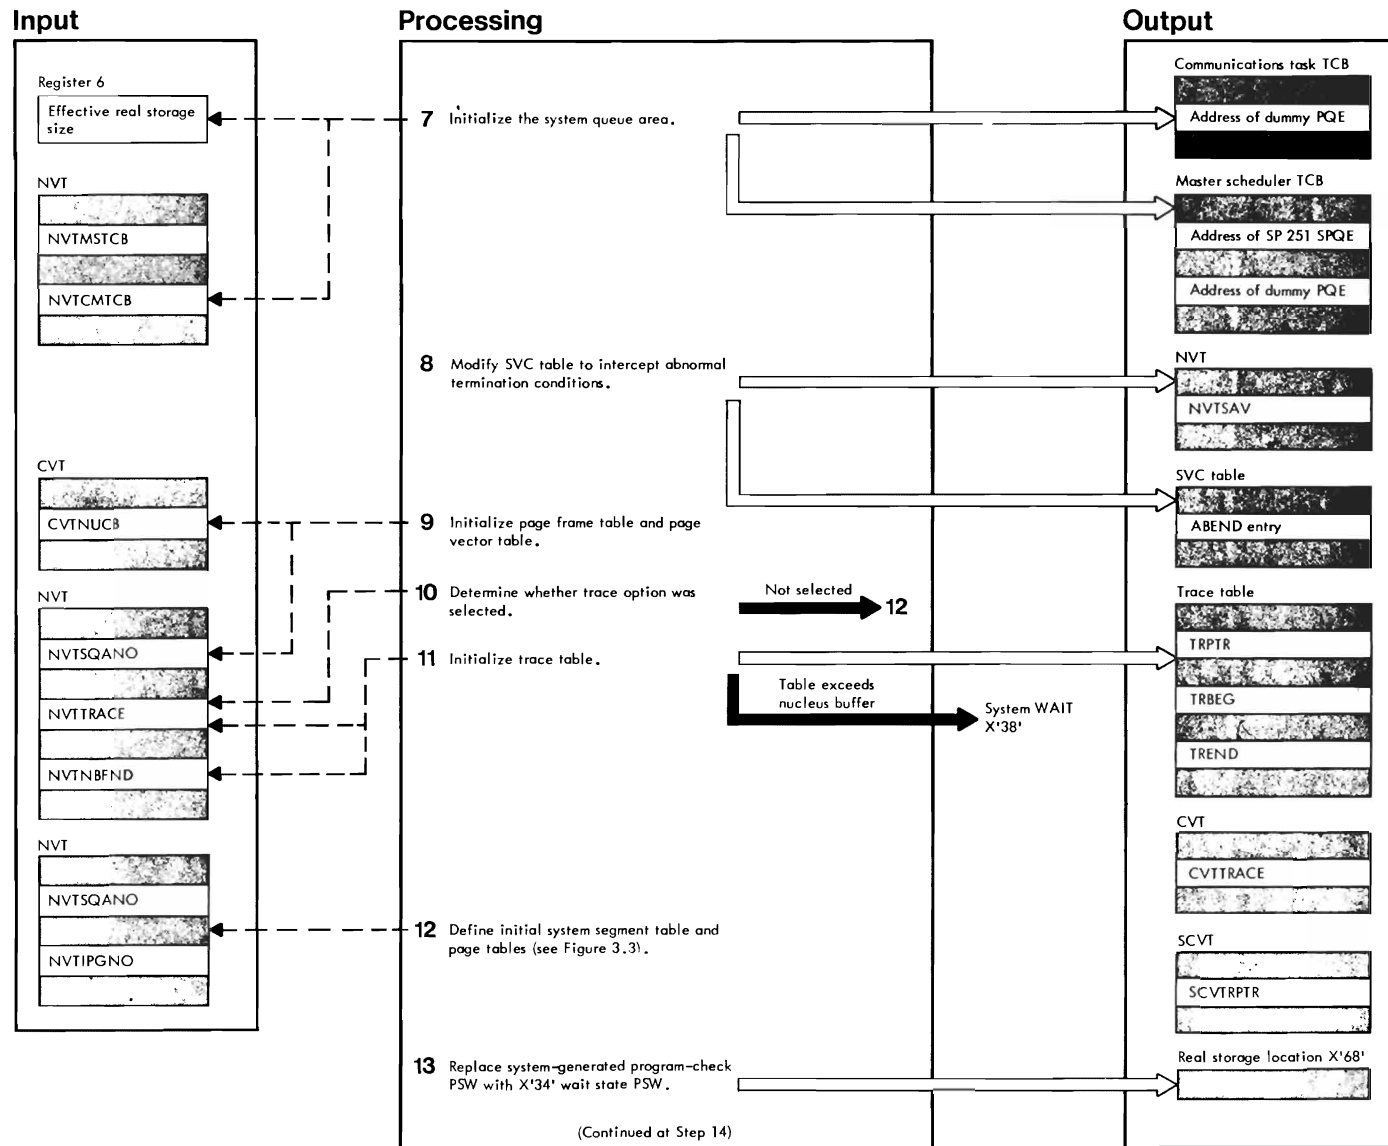 Input
Processing
Output
Register 6
Effective real storage
size
NVT
NVTMSTCB
NVTCMTCB
CVT
CVTNUCB
NVT
NVTSQANO
NVTTRACE
NVTNBFND
NVT
NVTSQANO
NVTIPGNO
7 Initialize the system queue area.
8 Modify SVC table to intercept abnormal
termination conditions.
9 Initialize page frame table and page
vector table.
10 Determine whether trace option was
selected.
Not selected
12
11 Initialize trace table.
Table exceeds
nucleus buffer
System WAIT
X'38'
12 Define initial system segment table and
page tables (see Figure 3.3).
13 Replace system-generated program-check
PSW with X'34' wait state PSW.
(Continued at Step 14)
Communications task TCB
Address of dummy PQE
Master scheduler TCB
Address of SP 251 SPQE
Address of dummy PQE
NVT
NVTSAV
SVC table
ABEND entry
Trace table
TRPTR
TRBEG
TREND
CVT
CVTTRACE
SCVT
SCVTRPTR
Real storage location X'68'